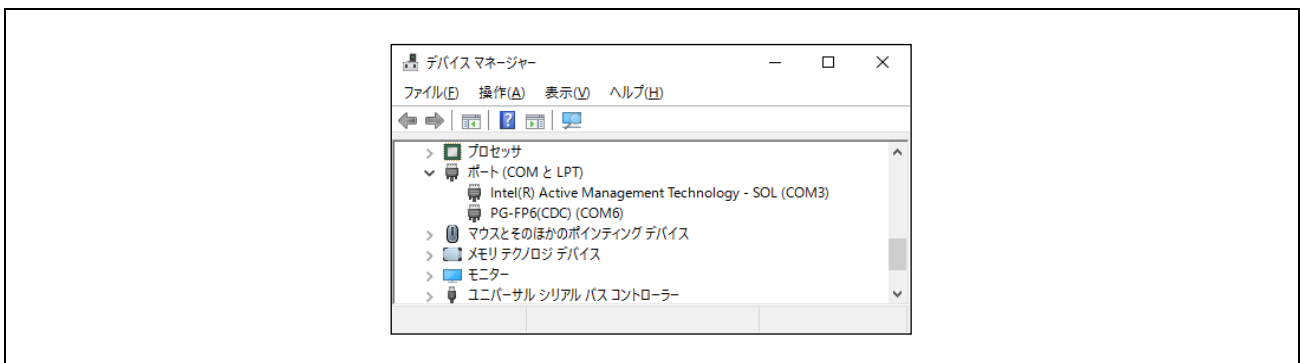 デバイス マネージャー
ファイル(F) 操作(A) 表示(V) ヘルプ(H)
プロセッサ
ポート (COM と LPT)
Intel(R) Active Management Technology - SOL (COM3)
PG-FP6(CDC) (COM6)
マウスとそのほかのポインティング デバイス
メモリ テクノロジ デバイス
モニター
ユニバーサル シリアル バス コントローラー